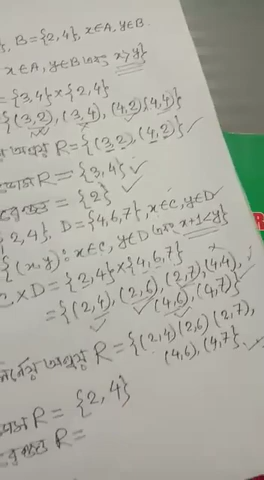 }, B = {2, 4}, x∈A, y∈B
x∈A, y∈B এবং x>y}
= {3,4} × {2,4}
= {(3,2), (3,4), (4,2), (4,4)}
অন্বয় R = {(3,2), (4,2)}
R = {3, 4}
= {2}
{2, 4}, D = {4, 6, 7}, x∈C, y∈D
{(x,y): x∈C, y∈D এবং x+1<y}
C×D = {2,4} × {4, 6, 7}
= {(2,4), (2,6), (2,7), (4,4), (4,6), (4,7)}
নির্ণেয় অন্বয় R = {(2,4) (2,6) (2,7),
(4,6), (4,7)}
R = {2, 4}
R =